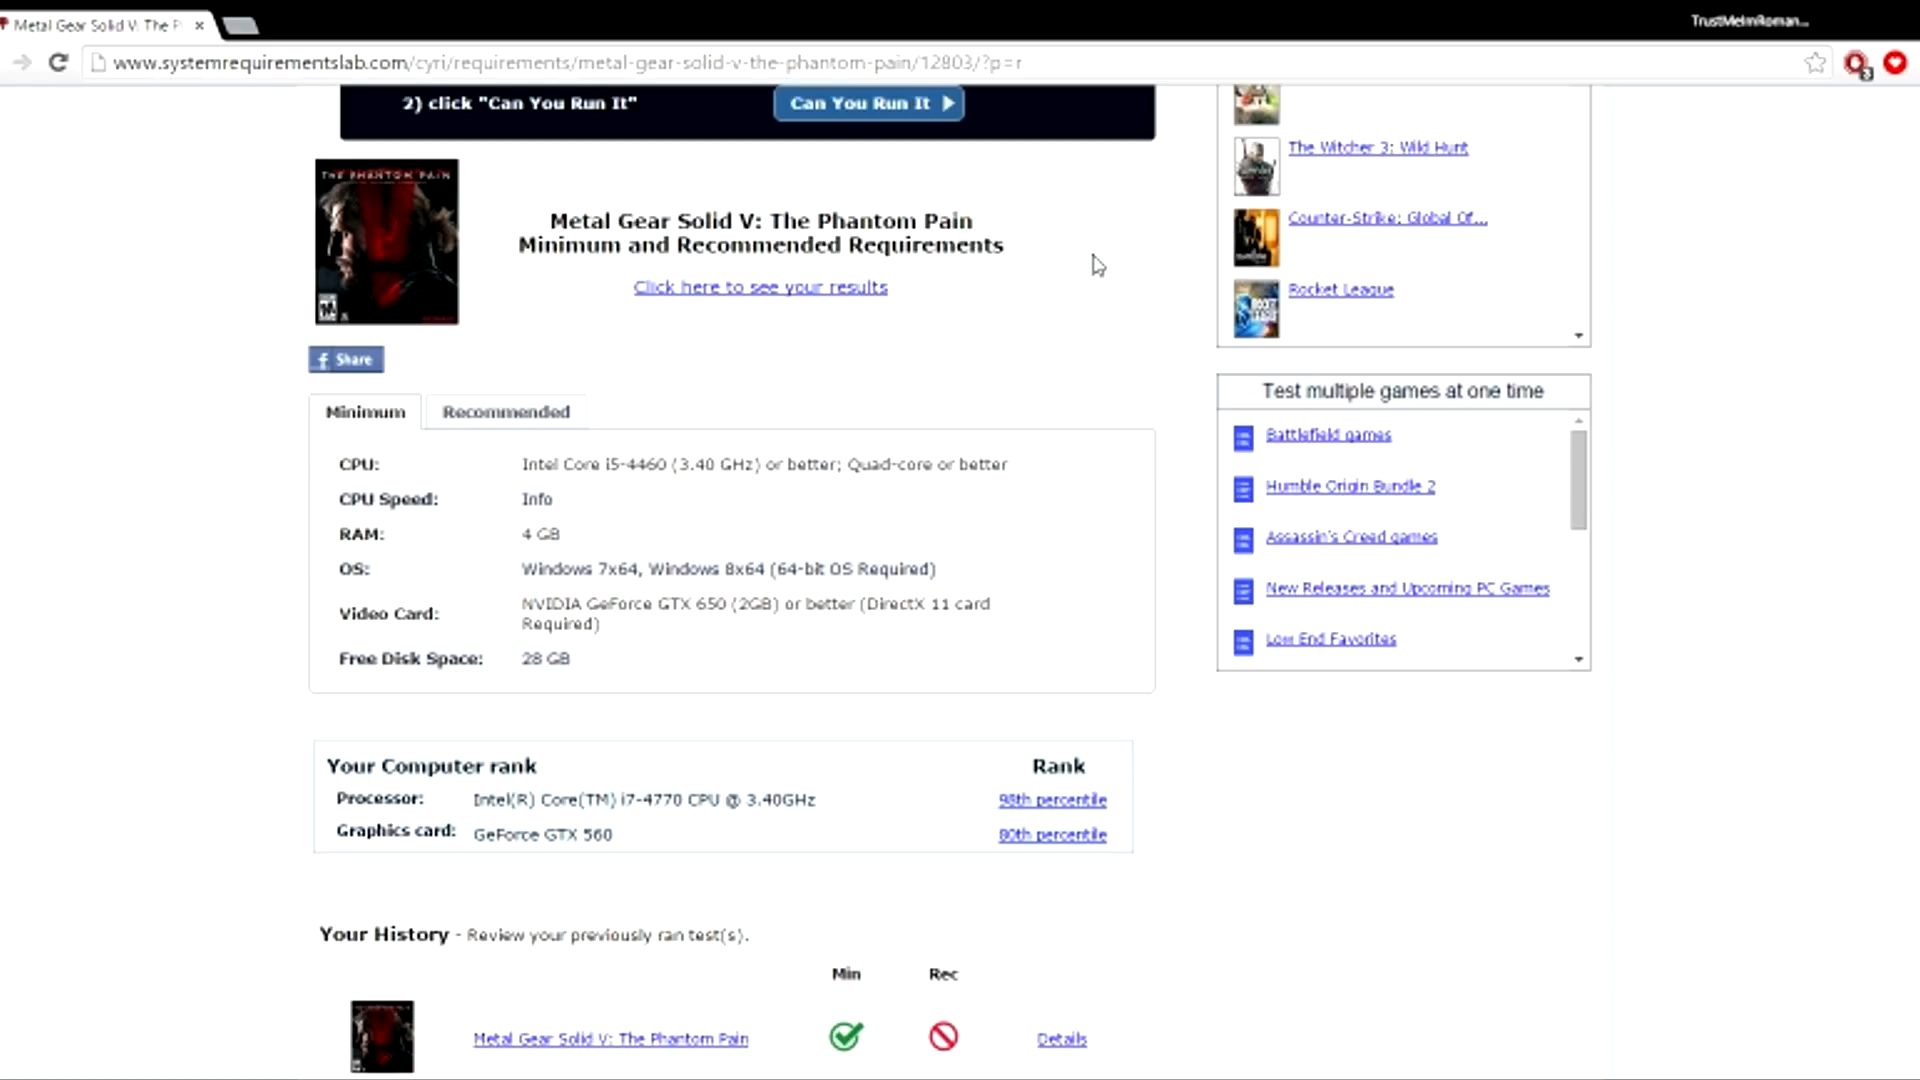 Metal Gear Solid V: The P
TrustMeImRoman...
www.systemrequirementslab.com/cyri/requirements/metal-gear-solid-v-the-phantom-pain/12803/?p=r
2) click "Can You Run It"
Can You Run It
The Witcher 3: Wild Hunt
Counter-Strike: Global Of...
Rocket League
THE PHANTOM PAIN
Metal Gear Solid V: The Phantom Pain
Minimum and Recommended Requirements
Click here to see your results
f Share
Minimum
Recommended
CPU: Intel Core i5-4460 (3.40 GHz) or better; Quad-core or better
CPU Speed: Info
RAM: 4 GB
OS: Windows 7x64, Windows 8x64 (64-bit OS Required)
Video Card: NVIDIA GeForce GTX 650 (2GB) or better (DirectX 11 card
Required)
Free Disk Space: 28 GB
Test multiple games at one time
Battlefield games
Humble Origin Bundle 2
Assassin's Creed games
New Releases and Upcoming PC Games
Low End Favorites
Your Computer rank Rank
Processor: Intel(R) Core(TM) i7-4770 CPU @ 3.40GHz 98th percentile
Graphics card: GeForce GTX 560 80th percentile
Your History - Review your previously ran test(s).
Min Rec
Metal Gear Solid V: The Phantom Pain Details